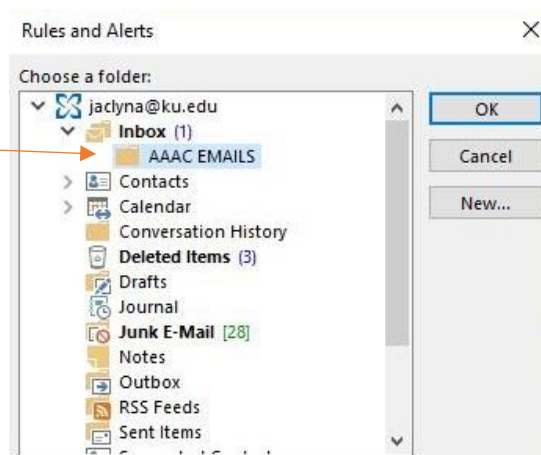 Rules and Alerts
Choose a folder:
jaclyna@ku.edu
OK
Inbox (1)
AAAC EMAILS
Cancel
Contacts
Calendar
New...
Conversation History
Deleted Items (3)
Drafts
Journal
Junk E-Mail [28]
Notes
Outbox
RSS Feeds
Sent Items